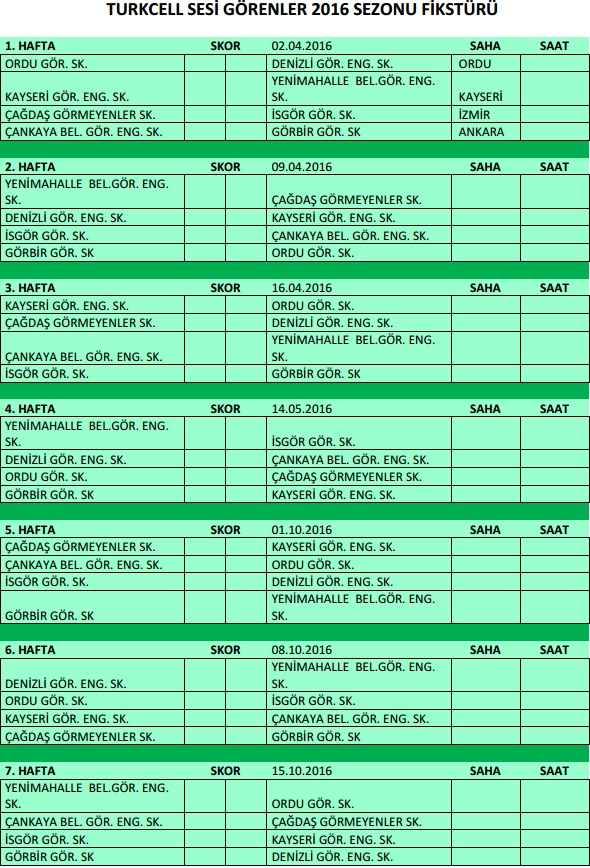 TURKCELL SESİ GÖRENLER 2016 SEZONU FİKSTÜRÜ
1. HAFTA SKOR 02.04.2016 SAHA SAAT
ORDU GÖR. SK. DENİZLİ GÖR. ENG. SK. ORDU
KAYSERİ GÖR. ENG. SK. YENİMAHALLE BEL.GÖR. ENG.
SK. KAYSERİ
ÇAĞDAŞ GÖRMEYENLER SK. İSGÖR GÖR. SK. İZMİR
ÇANKAYA BEL. GÖR. ENG. SK. GÖRBİR GÖR. SK ANKARA
2. HAFTA SKOR 09.04.2016 SAHA SAAT
YENİMAHALLE BEL.GÖR. ENG.
SK. ÇAĞDAŞ GÖRMEYENLER SK.
DENİZLİ GÖR. ENG. SK. KAYSERİ GÖR. ENG. SK.
İSGÖR GÖR. SK. ÇANKAYA BEL. GÖR. ENG. SK.
GÖRBİR GÖR. SK ORDU GÖR. SK.
3. HAFTA SKOR 16.04.2016 SAHA SAAT
KAYSERİ GÖR. ENG. SK. ORDU GÖR. SK.
ÇAĞDAŞ GÖRMEYENLER SK. DENİZLİ GÖR. ENG. SK.
ÇANKAYA BEL. GÖR. ENG. SK. YENİMAHALLE BEL.GÖR. ENG.
SK.
İSGÖR GÖR. SK. GÖRBİR GÖR. SK
4. HAFTA SKOR 14.05.2016 SAHA SAAT
YENİMAHALLE BEL.GÖR. ENG.
SK. İSGÖR GÖR. SK.
DENİZLİ GÖR. ENG. SK. ÇANKAYA BEL. GÖR. ENG. SK.
ORDU GÖR. SK. ÇAĞDAŞ GÖRMEYENLER SK.
GÖRBİR GÖR. SK KAYSERİ GÖR. ENG. SK.
5. HAFTA SKOR 01.10.2016 SAHA SAAT
ÇAĞDAŞ GÖRMEYENLER SK. KAYSERİ GÖR. ENG. SK.
ÇANKAYA BEL. GÖR. ENG. SK. ORDU GÖR. SK.
İSGÖR GÖR. SK. DENİZLİ GÖR. ENG. SK.
GÖRBİR GÖR. SK YENİMAHALLE BEL.GÖR. ENG.
SK.
6. HAFTA SKOR 08.10.2016 SAHA SAAT
DENİZLİ GÖR. ENG. SK. YENİMAHALLE BEL.GÖR. ENG.
SK.
ORDU GÖR. SK. İSGÖR GÖR. SK.
KAYSERİ GÖR. ENG. SK. ÇANKAYA BEL. GÖR. ENG. SK.
ÇAĞDAŞ GÖRMEYENLER SK. GÖRBİR GÖR. SK
7. HAFTA SKOR 15.10.2016 SAHA SAAT
YENİMAHALLE BEL.GÖR. ENG.
SK. ORDU GÖR. SK.
ÇANKAYA BEL. GÖR. ENG. SK. ÇAĞDAŞ GÖRMEYENLER SK.
İSGÖR GÖR. SK. KAYSERİ GÖR. ENG. SK.
GÖRBİR GÖR. SK DENİZLİ GÖR. ENG. SK.